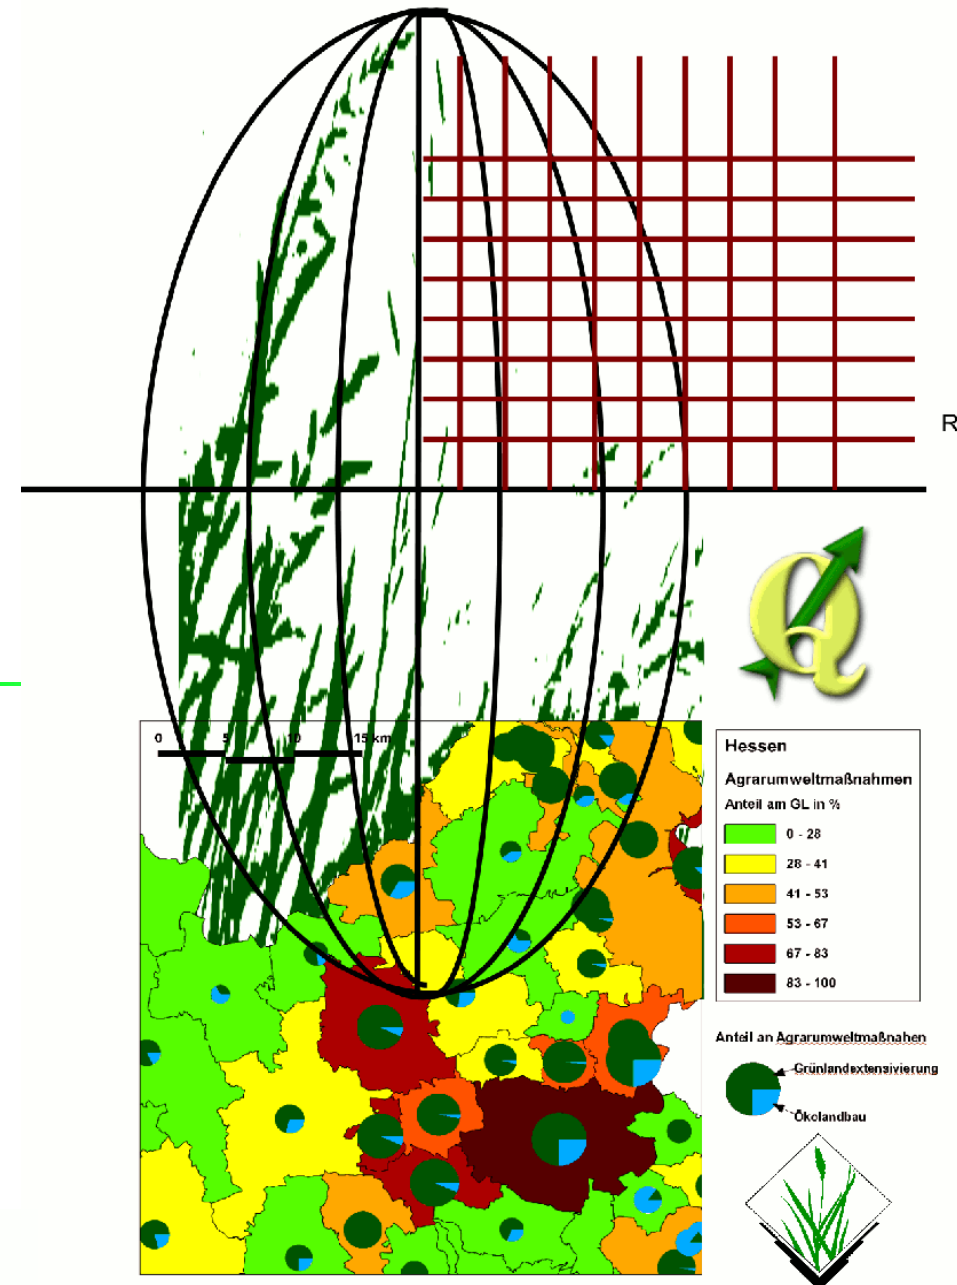 R
0 5 10 15 km
Hessen
Agrarumweltmaßnahmen
Anteil am GL in %
0 - 28
28 - 41
41 - 53
53 - 67
67 - 83
83 - 100
Anteil an Agrarumweltmaßnahen
Grünlandextensivierung
Ökolandbau